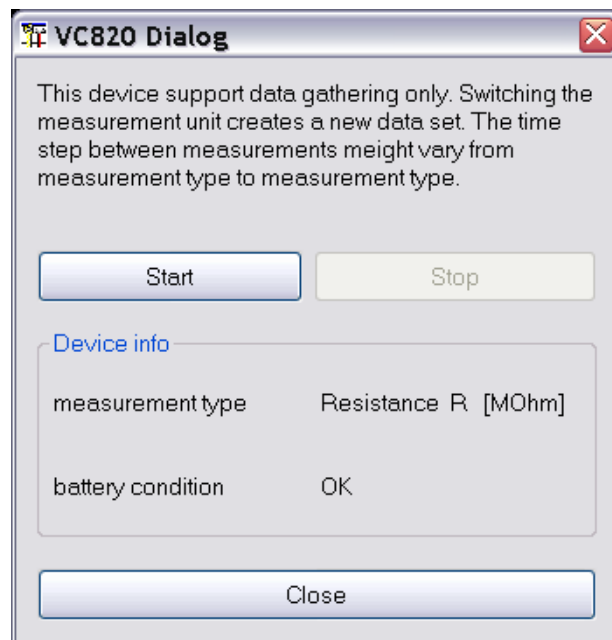 VC820 Dialog
This device support data gathering only. Switching the
measurement unit creates a new data set. The time
step between measurements meight vary from
measurement type to measurement type.
Start Stop
Device info
measurement type Resistance R [MOhm]
battery condition OK
Close